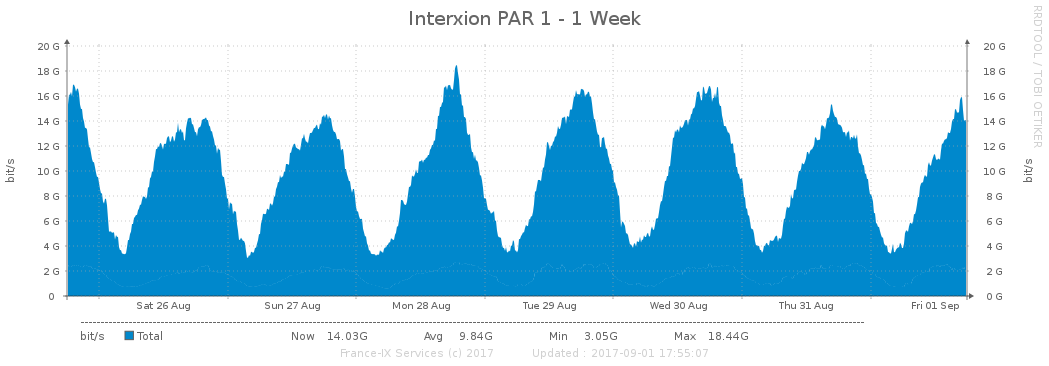 Interxion PAR 1 - 1 Week
RRDTOOL / TOBI OETIKER
20 G 20 G
18 G 18 G
16 G 16 G
14 G 14 G
12 G 12 G
10 G 10 G
8 G 8 G
6 G 6 G
4 G 4 G
2 G 2 G
0 0 G
bit/s bit/s
Sat 26 Aug Sun 27 Aug Mon 28 Aug Tue 29 Aug Wed 30 Aug Thu 31 Aug Fri 01 Sep
bit/s Total Now 14.03G Avg 9.84G Min 3.05G Max 18.44G
France-IX Services (c) 2017 Updated : 2017-09-01 17:55:07